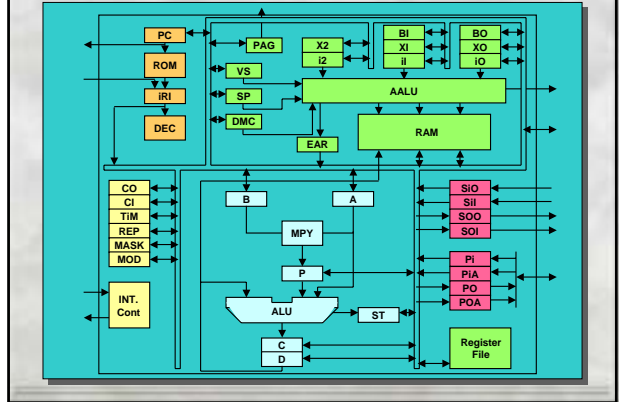 PC
ROM
iRI
DEC
PAG
VS
SP
DMC
X2
i2
BI
XI
iI
BO
XO
iO
AALU
RAM
EAR
CO
CI
TiM
REP
MASK
MOD
INT.
Cont
B
A
MPY
P
ALU
ST
C
D
SiO
SiI
SOO
SOI
Pi
PiA
PO
POA
Register
File